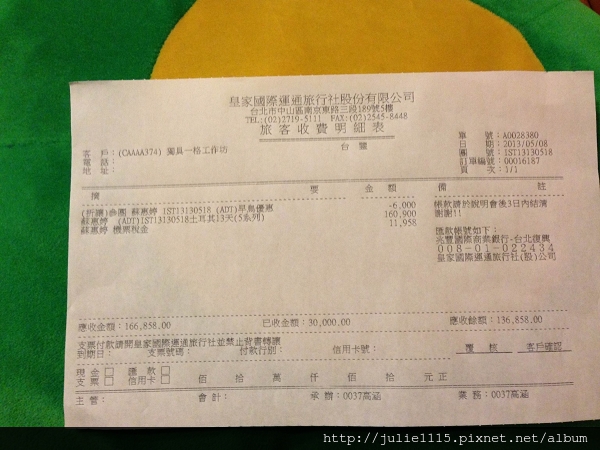 皇家國際運通旅行社股份有限公司
台北市中山區南京東路三段189號5樓
TEL:(02)2719-5111 FAX:(02)2545-8448
旅客收費明細表
台幣
單 號：A0028380
日 期：2013/05/08
團 號：1ST13130518
訂單編號：00016187
頁 次：1/1
客 戶：(CAAAA374) 獨具一格工作坊
電 話：
地 址：
摘 要 金 額 備 註
(折讓)參團 蘇惠婷 1ST13130518 (ADT)早鳥優惠 -6,000 帳款請於說明會後3日內結清
蘇惠婷 (ADT)1ST13130518土耳其13天(5系列) 160,900 謝謝!!
蘇惠婷 機票稅金 11,958
匯款帳號如下：
兆豐國際商業銀行-台北復興
008-01-022434
皇家國際運通旅行社(股)公司
應收金額：166,858.00 已收金額：30,000.00 應收餘額：136,858.00
支票付款請開皇家國際運通旅行社並禁止背書轉讓
到期日： 支票號碼： 付款行別： 信用卡號： 覆 核 客戶確認
現 金□ 匯 款□
支 票□ 信用卡□ 佰 拾 萬 仟 佰 拾 元 正
主 管： 會 計： 承 辦：0037高涵 業 務：0037高涵
http://julie1115.pixnet.net/album